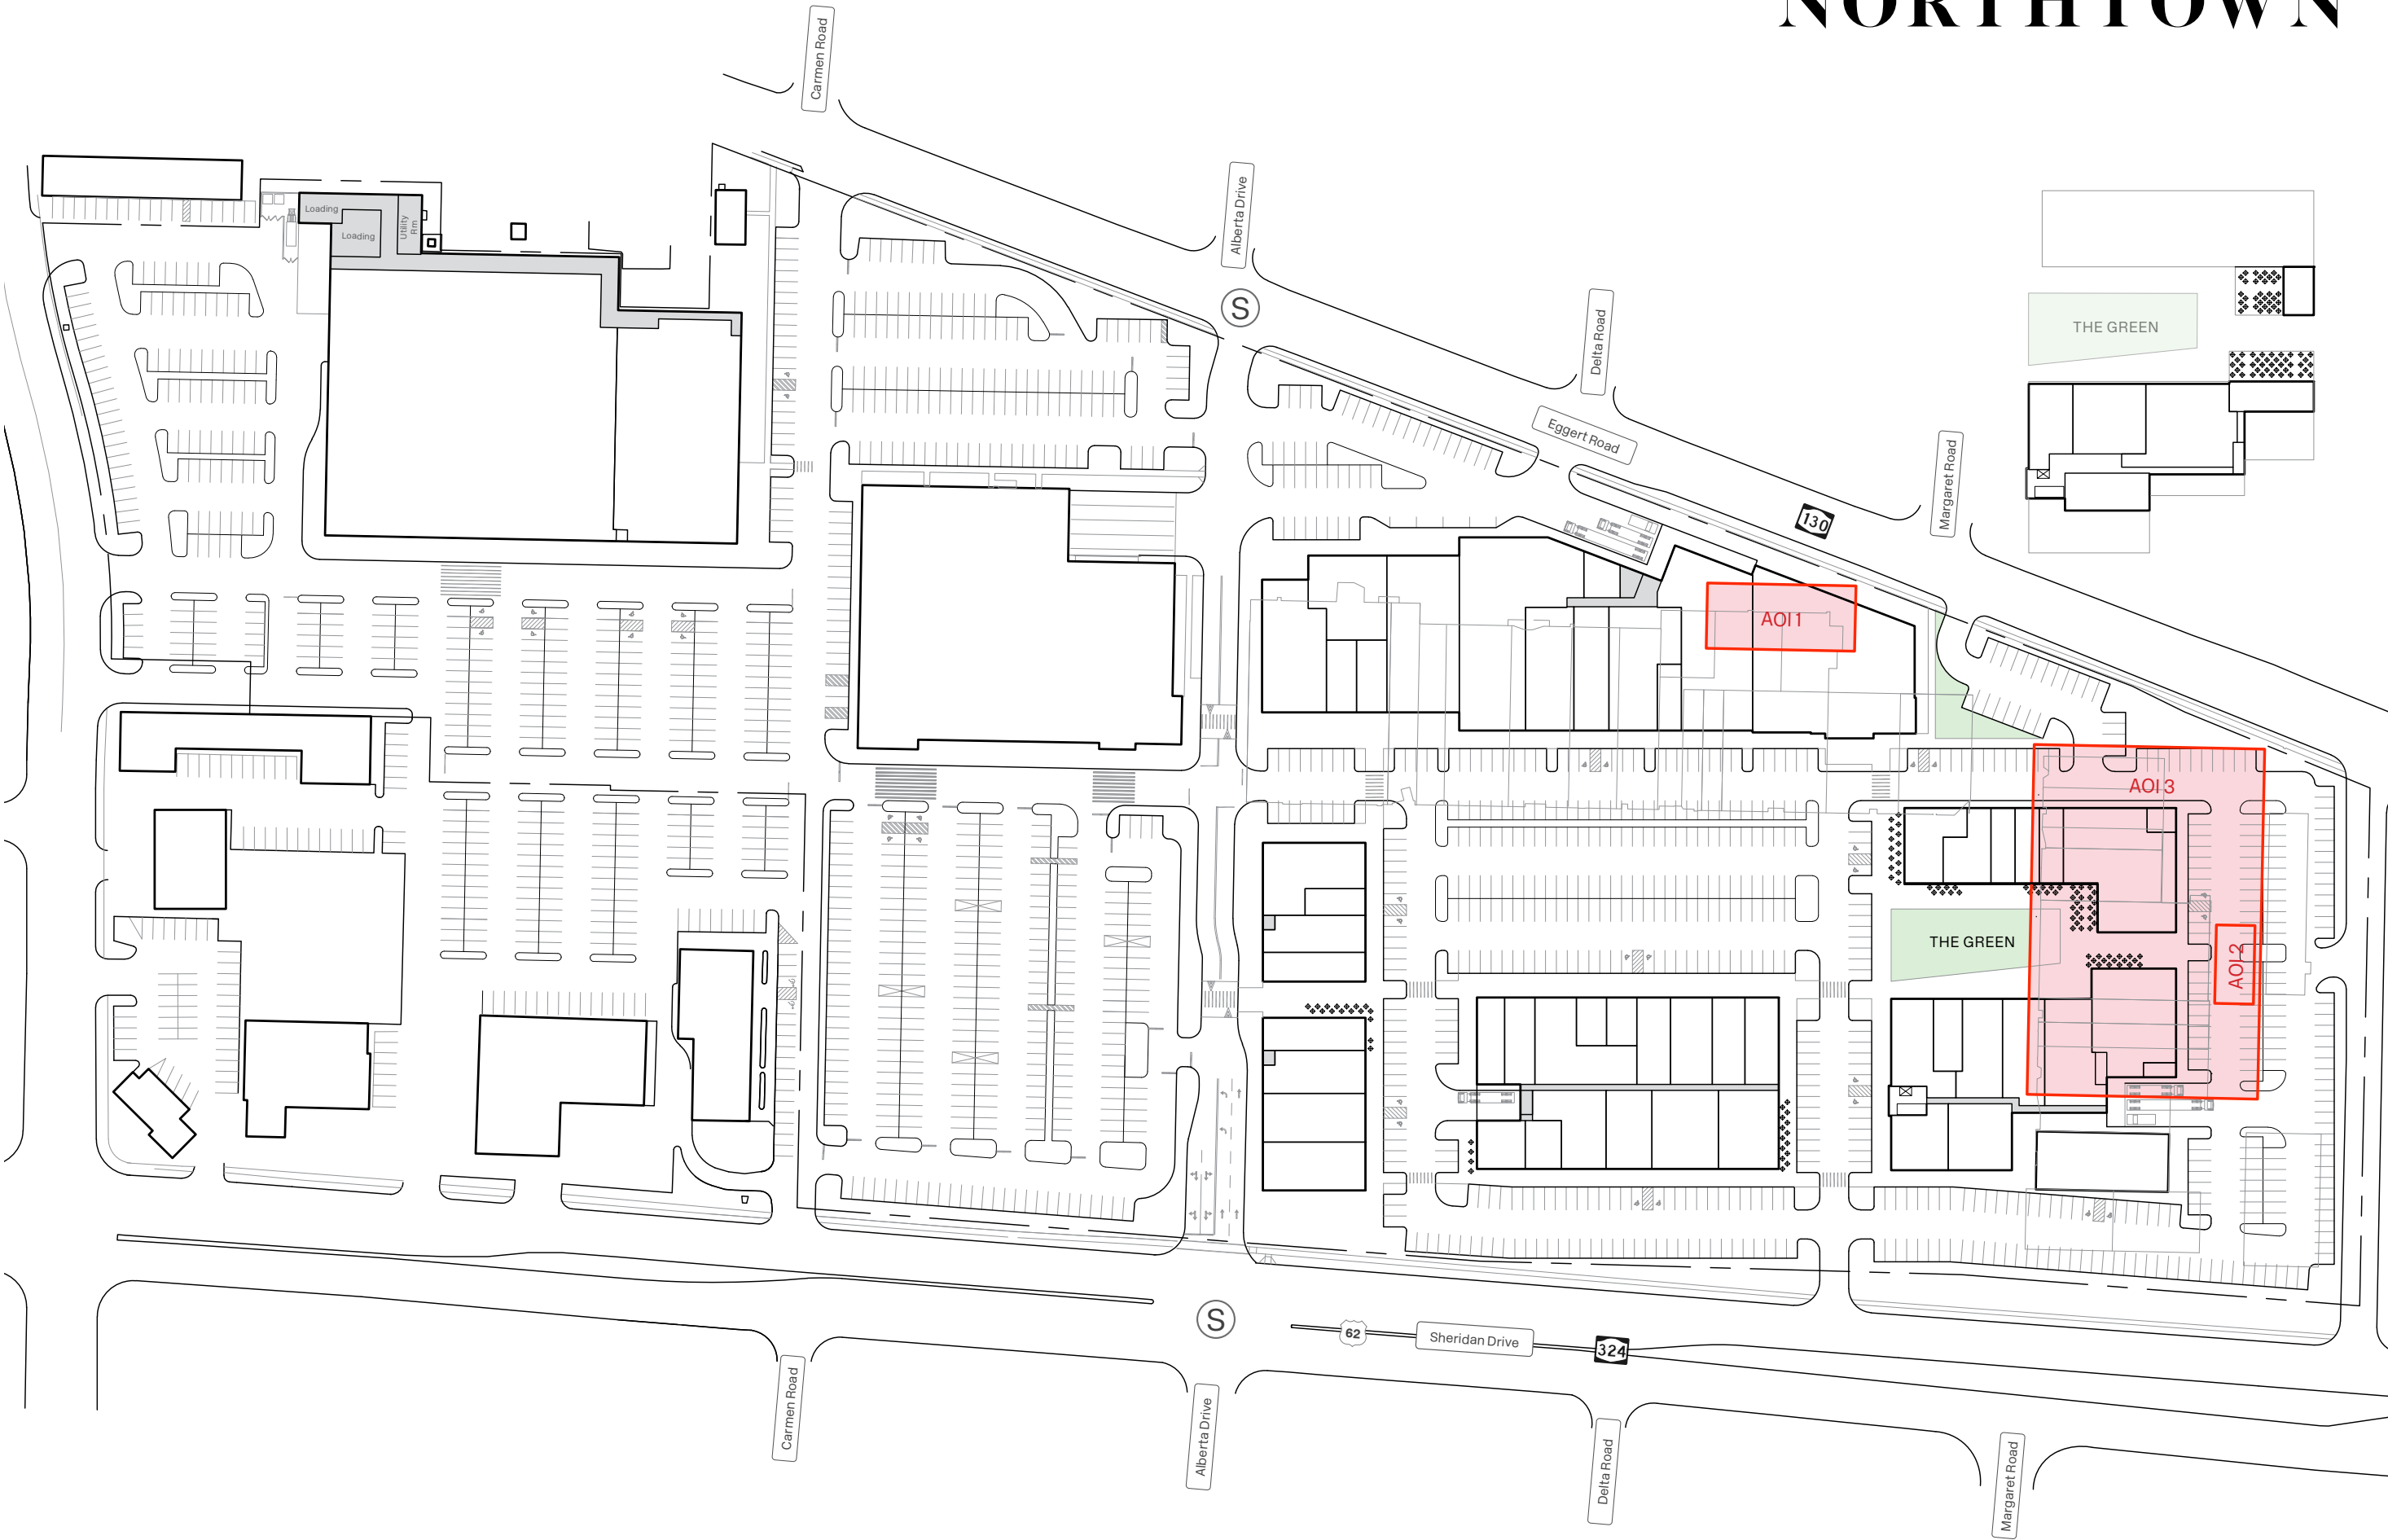 NORTHTOWN
Carmen Road
Alberta Drive
S
Delta Road
Eggert Road
130
Margaret Road
THE GREEN
Loading
Loading
Utility
Rm
AOI 1
AOI 3
THE GREEN
AOI 2
S
62
Sheridan Drive
324
Carmen Road
Alberta Drive
Delta Road
Margaret Road